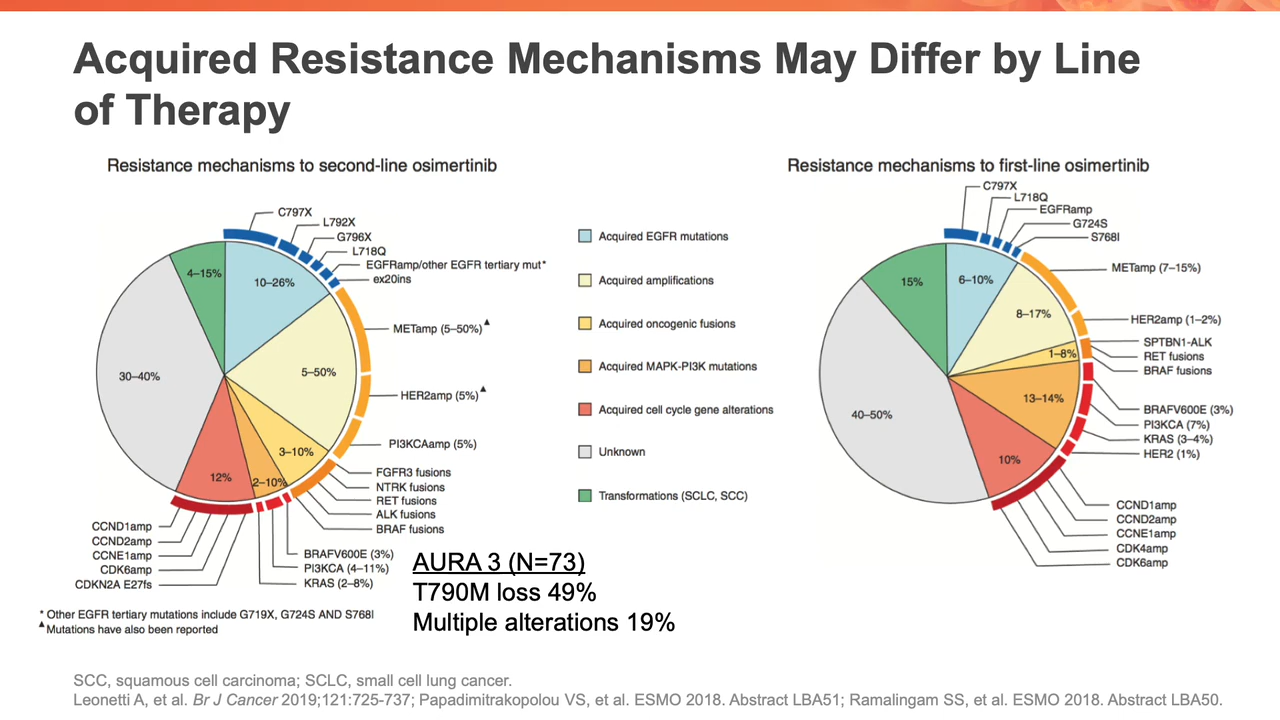 Acquired Resistance Mechanisms May Differ by Line
of Therapy
Resistance mechanisms to second-line osimertinib
C797X
L792X
G796X
L718Q
EGFRamp/other EGFR tertiary mut*
ex20ins
METamp (5–50%)▲
HER2amp (5%)▲
PI3KCAamp (5%)
FGFR3 fusions
NTRK fusions
RET fusions
ALK fusions
BRAF fusions
BRAFV600E (3%)
PI3KCA (4–11%)
KRAS (2–8%)
CCND1amp
CCND2amp
CCNE1amp
CDK6amp
CDKN2A E27fs
4–15%
10–26%
5–50%
3–10%
2–10%
12%
30–40%
* Other EGFR tertiary mutations include G719X, G724S AND S768I
▲Mutations have also been reported
Acquired EGFR mutations
Acquired amplifications
Acquired oncogenic fusions
Acquired MAPK-PI3K mutations
Acquired cell cycle gene alterations
Unknown
Transformations (SCLC, SCC)
AURA 3 (N=73)
T790M loss 49%
Multiple alterations 19%
Resistance mechanisms to first-line osimertinib
C797X
L718Q
EGFRamp
G724S
S768I
METamp (7–15%)
HER2amp (1–2%)
SPTBN1-ALK
RET fusions
BRAF fusions
BRAFV600E (3%)
PI3KCA (7%)
KRAS (3–4%)
HER2 (1%)
CCND1amp
CCND2amp
CCNE1amp
CDK4amp
CDK6amp
15%
6–10%
8–17%
1–8%
13–14%
10%
40–50%
SCC, squamous cell carcinoma; SCLC, small cell lung cancer.
Leonetti A, et al. Br J Cancer 2019;121:725-737; Papadimitrakopolou VS, et al. ESMO 2018. Abstract LBA51; Ramalingam SS, et al. ESMO 2018. Abstract LBA50.